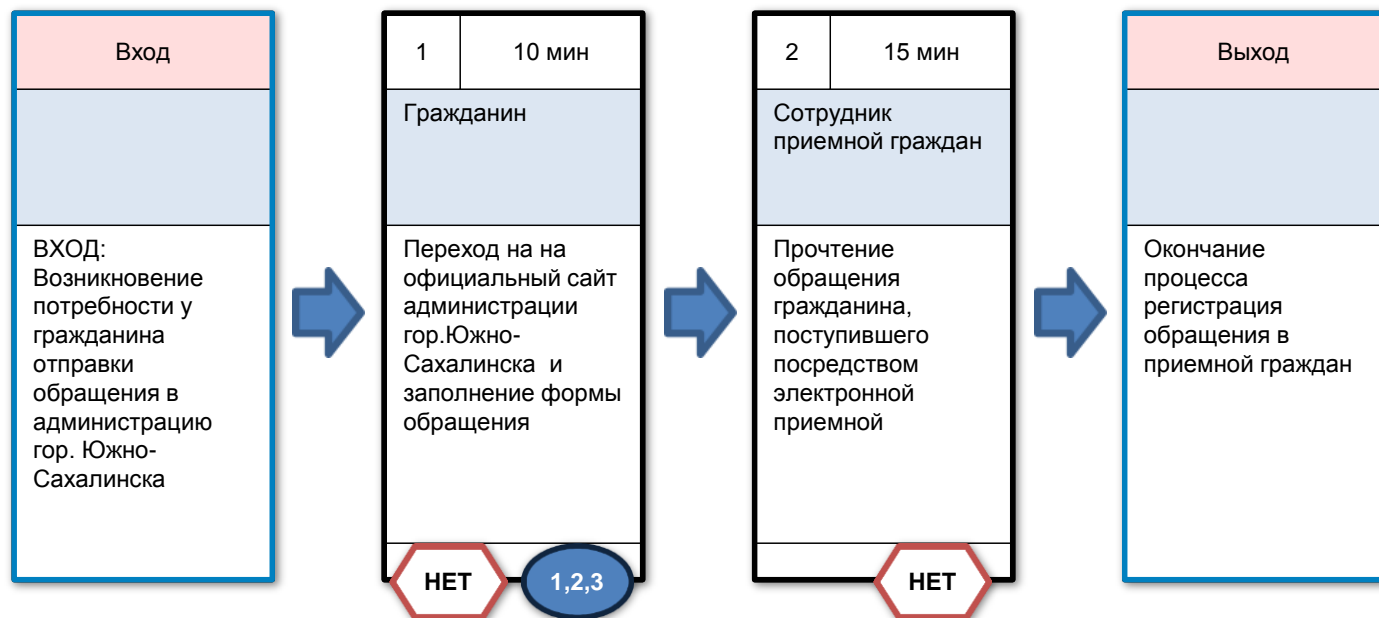 Вход
ВХОД:
Возникновение
потребности у
гражданина
отправки
обращения в
администрацию
гор. Южно-
Сахалинска
1
10 мин
Гражданин
Переход на на
официальный сайт
администрации
гор.Южно-
Сахалинска и
заполнение формы
обращения
НЕТ
1,2,3
2
15 мин
Сотрудник
приемной граждан
Прочтение
обращения
гражданина,
поступившего
посредством
электронной
приемной
НЕТ
Выход
Окончание
процесса
регистрация
обращения в
приемной граждан